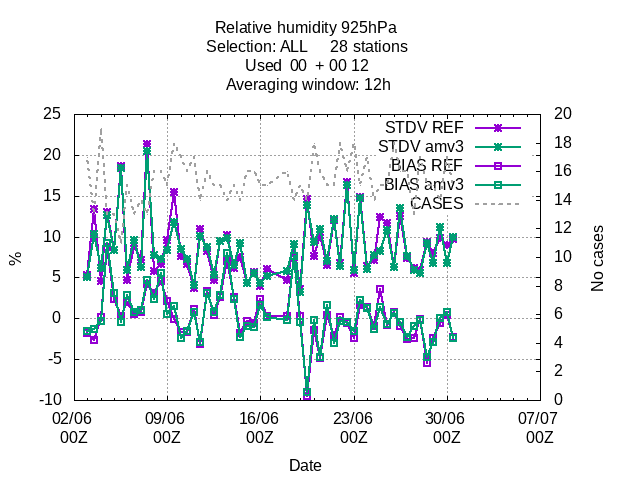 Relative humidity 925hPa
Selection: ALL 28 stations
Used 00 + 00 12
Averaging window: 12h
25
20
15
10
5
0
-5
-10
%
20
18
16
14
12
10
8
6
4
2
0
No cases
STDV REF
STDV amv3
BIAS REF
BIAS amv3
CASES
02/06 09/06 16/06 23/06 30/06 07/07
00Z 00Z 00Z 00Z 00Z 00Z
Date